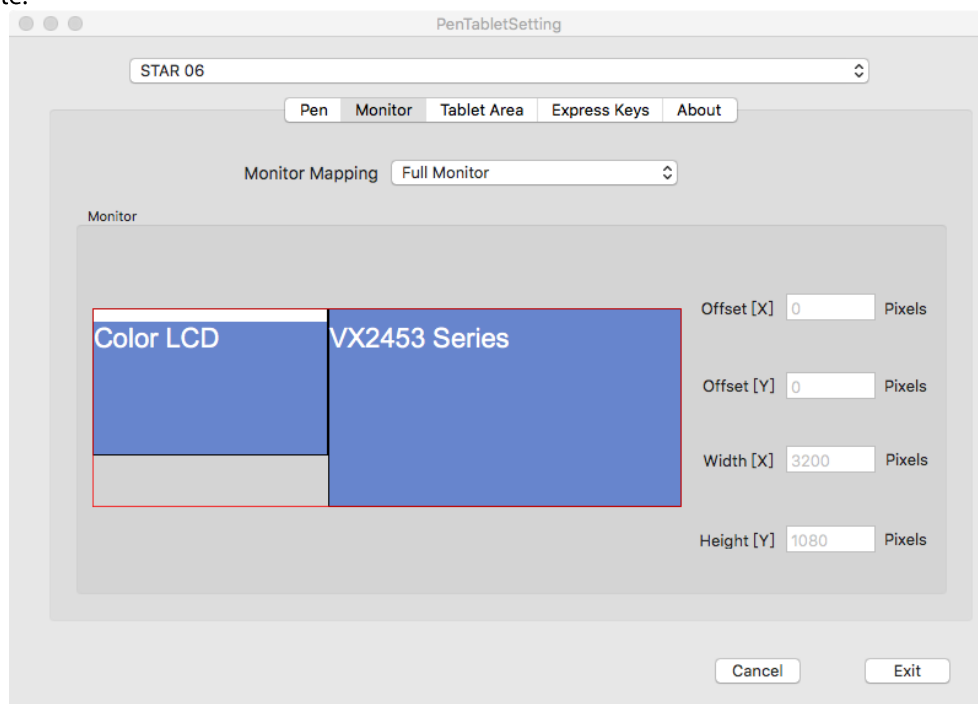 PenTabletSetting
STAR 06
Pen Monitor Tablet Area Express Keys About
Monitor Mapping Full Monitor
Monitor
Color LCD VX2453 Series
Offset [X] 0 Pixels
Offset [Y] 0 Pixels
Width [X] 3200 Pixels
Height [Y] 1080 Pixels
Cancel Exit